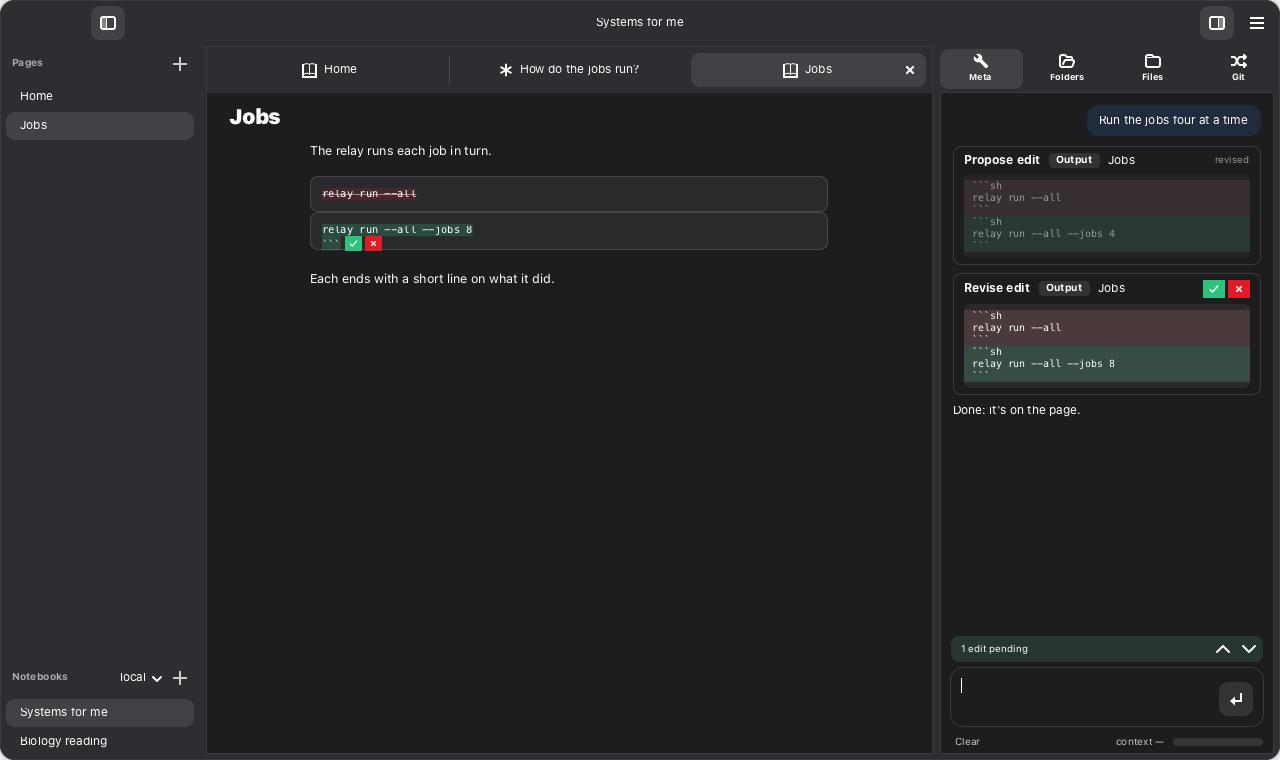 Systems for me
Pages
Home
Jobs
Notebooks
local
Systems for me
Biology reading
Home
How do the jobs run?
Jobs
Jobs
The relay runs each job in turn.
relay run --all
relay run --all --jobs 8
```
Each ends with a short line on what it did.
Meta
Folders
Files
Git
Run the jobs four at a time
Propose edit Output Jobs revised
```sh
relay run --all
```
```sh
relay run --all --jobs 4
```
Revise edit Output Jobs
```sh
relay run --all
```
```sh
relay run --all --jobs 8
```
Done: it's on the page.
1 edit pending
Clear
context —